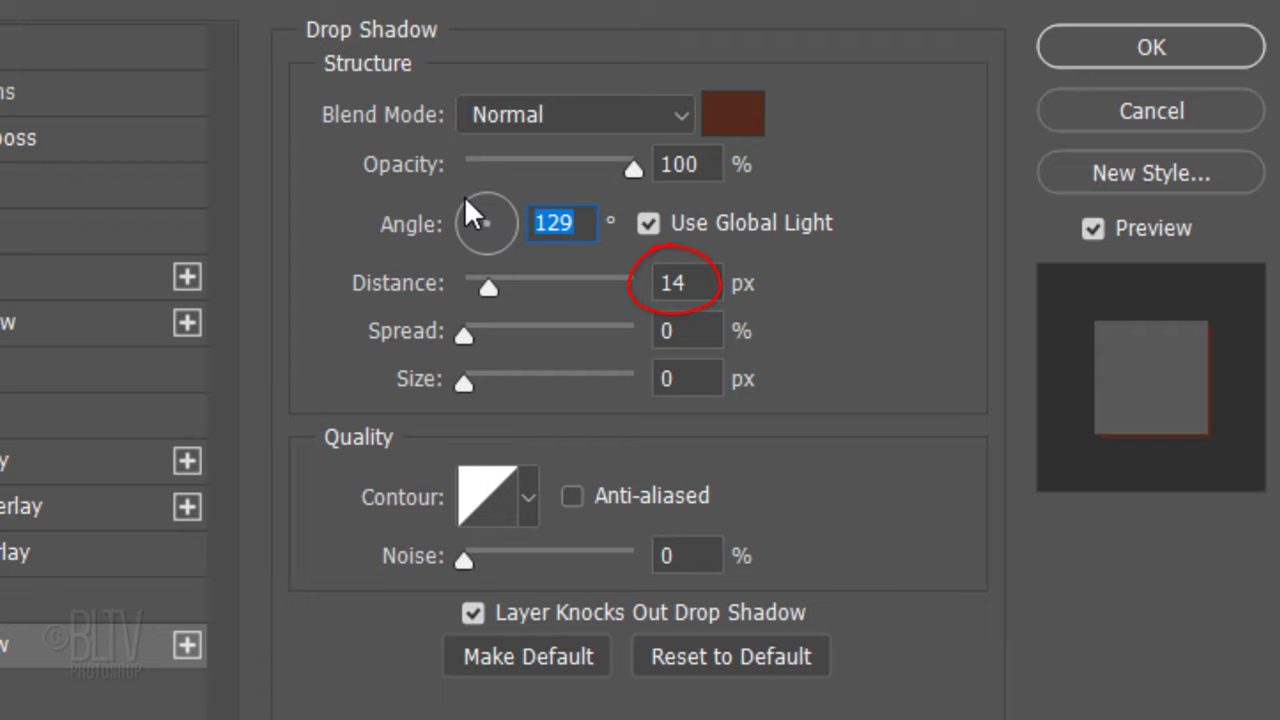 Drop Shadow
Structure
OK
ns
Blend Mode: Normal
Cancel
oss
Opacity: 100 %
New Style...
Angle: 129 ° Use Global Light
Preview
Distance: 14 px
w
Spread: 0 %
Size: 0 px
Quality
y
Contour: Anti-aliased
erlay
lay
Noise: 0 %
Layer Knocks Out Drop Shadow
w
©BLTV
PHOTOSHOP
Make Default Reset to Default